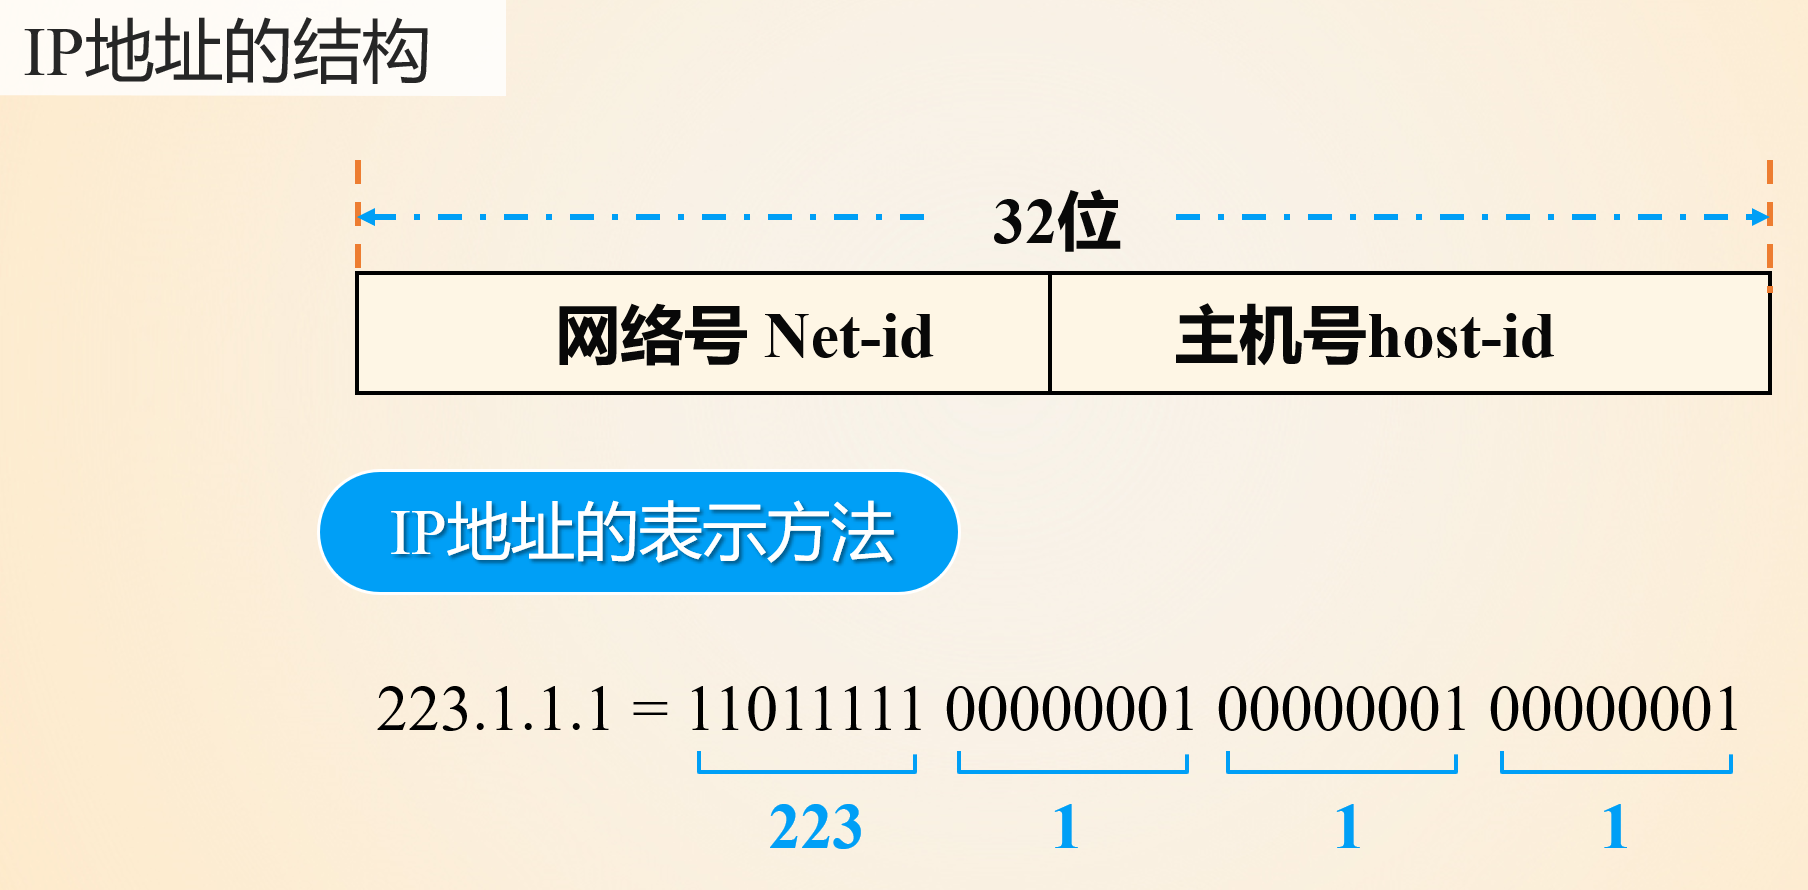 IP地址的结构
32位
网络号 Net-id 主机号host-id
IP地址的表示方法
223.1.1.1 = 11011111 00000001 00000001 00000001
223 1 1 1